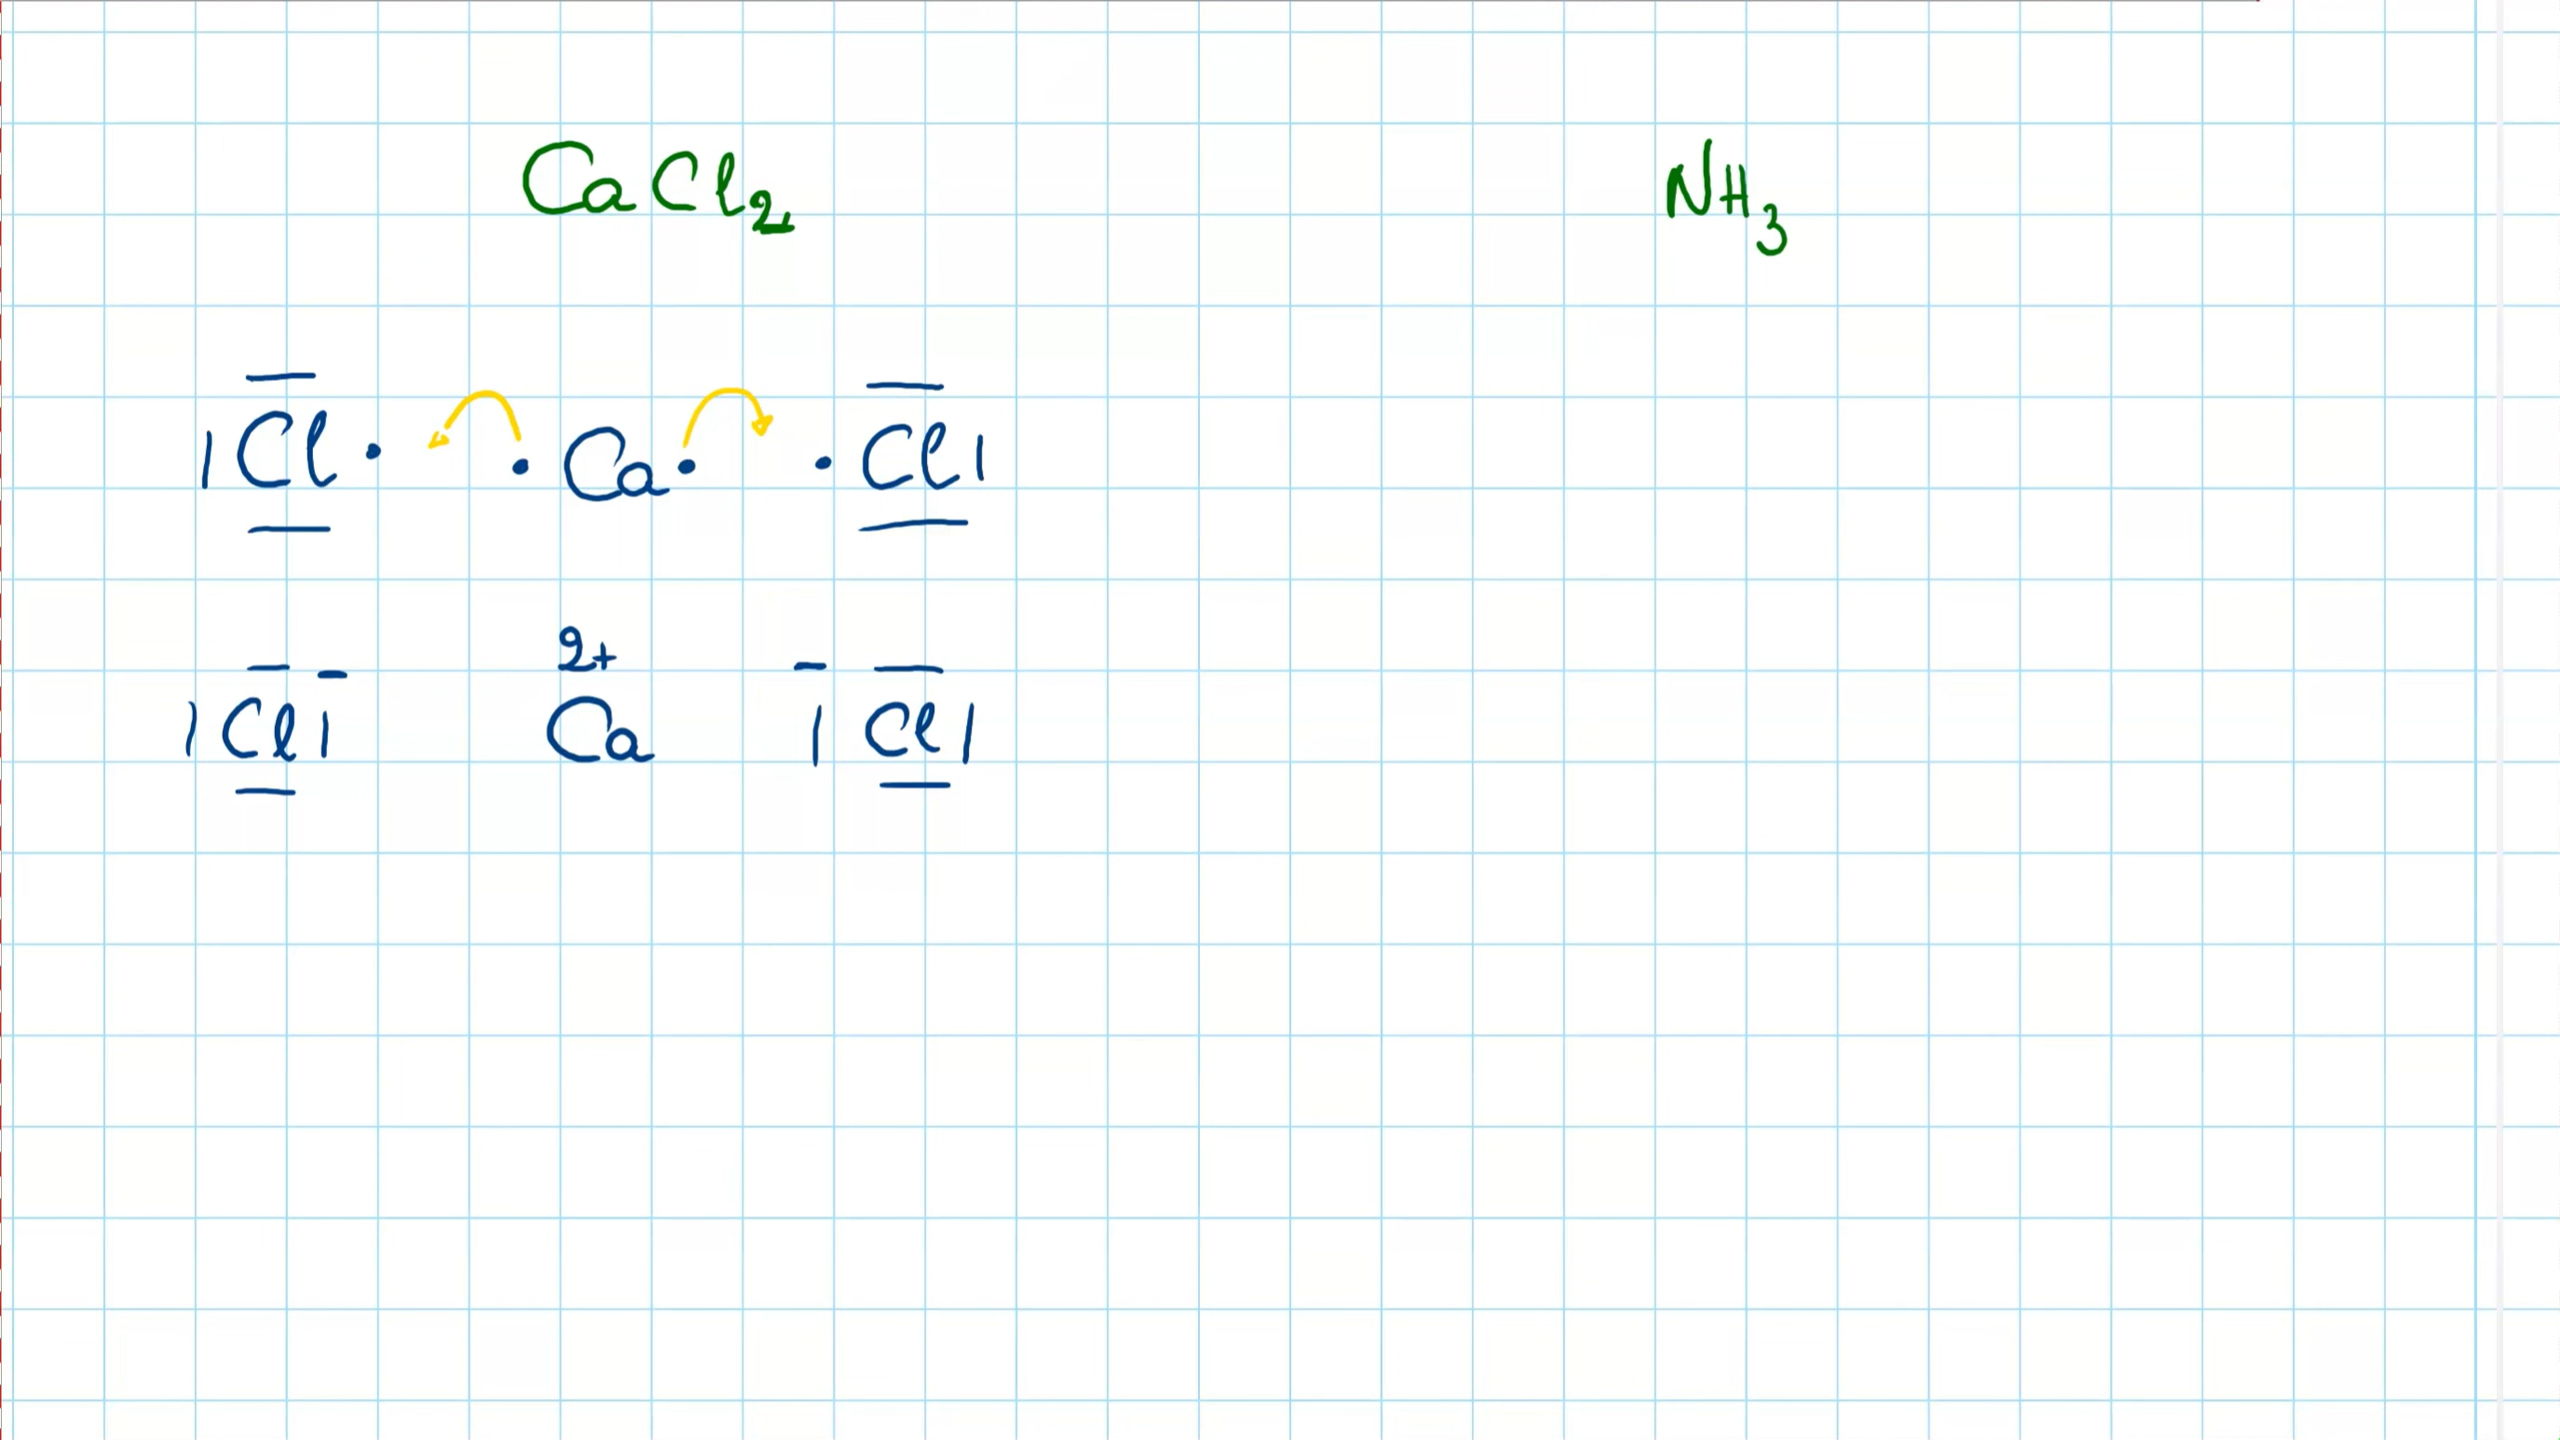 CaCl₂
NH₃
|Cl· ·Ca· ·Cl|
|Cl|⁻ Ca²⁺ ⁻|Cl|